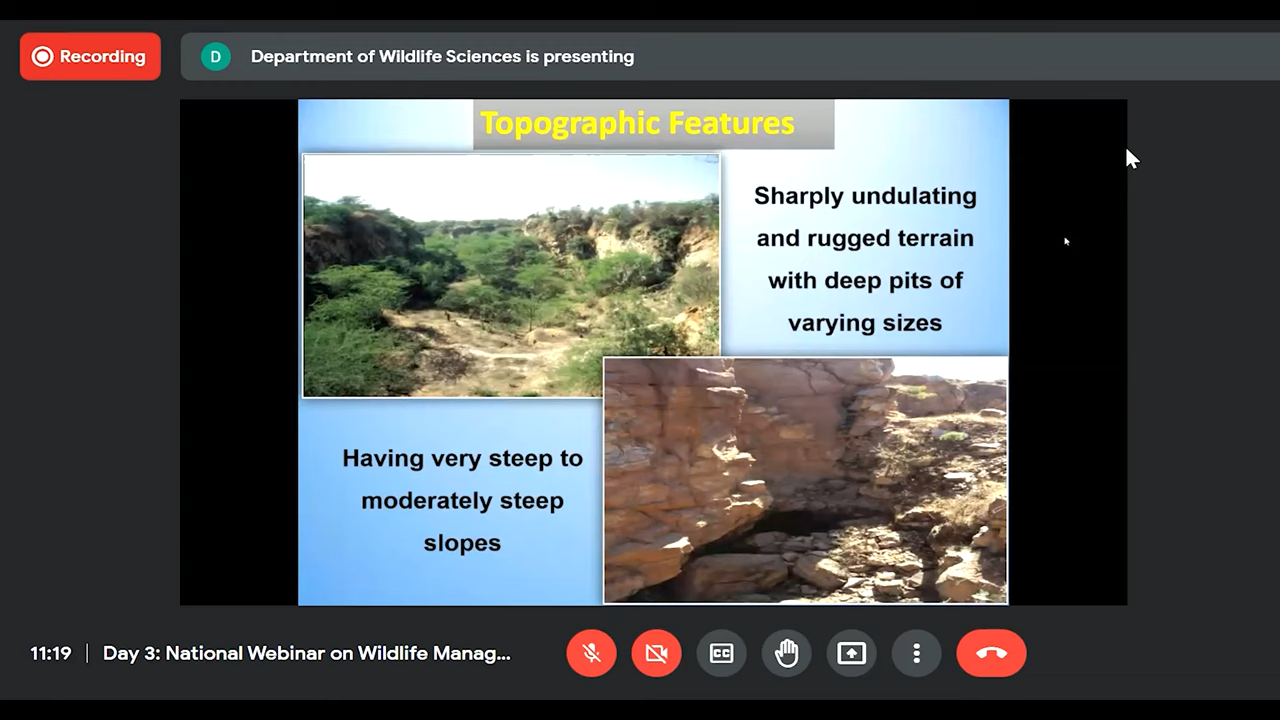 Recording
D
Department of Wildlife Sciences is presenting
Topographic Features
Sharply undulating
and rugged terrain
with deep pits of
varying sizes
Having very steep to
moderately steep
slopes
11:19
Day 3: National Webinar on Wildlife Manag...
CC